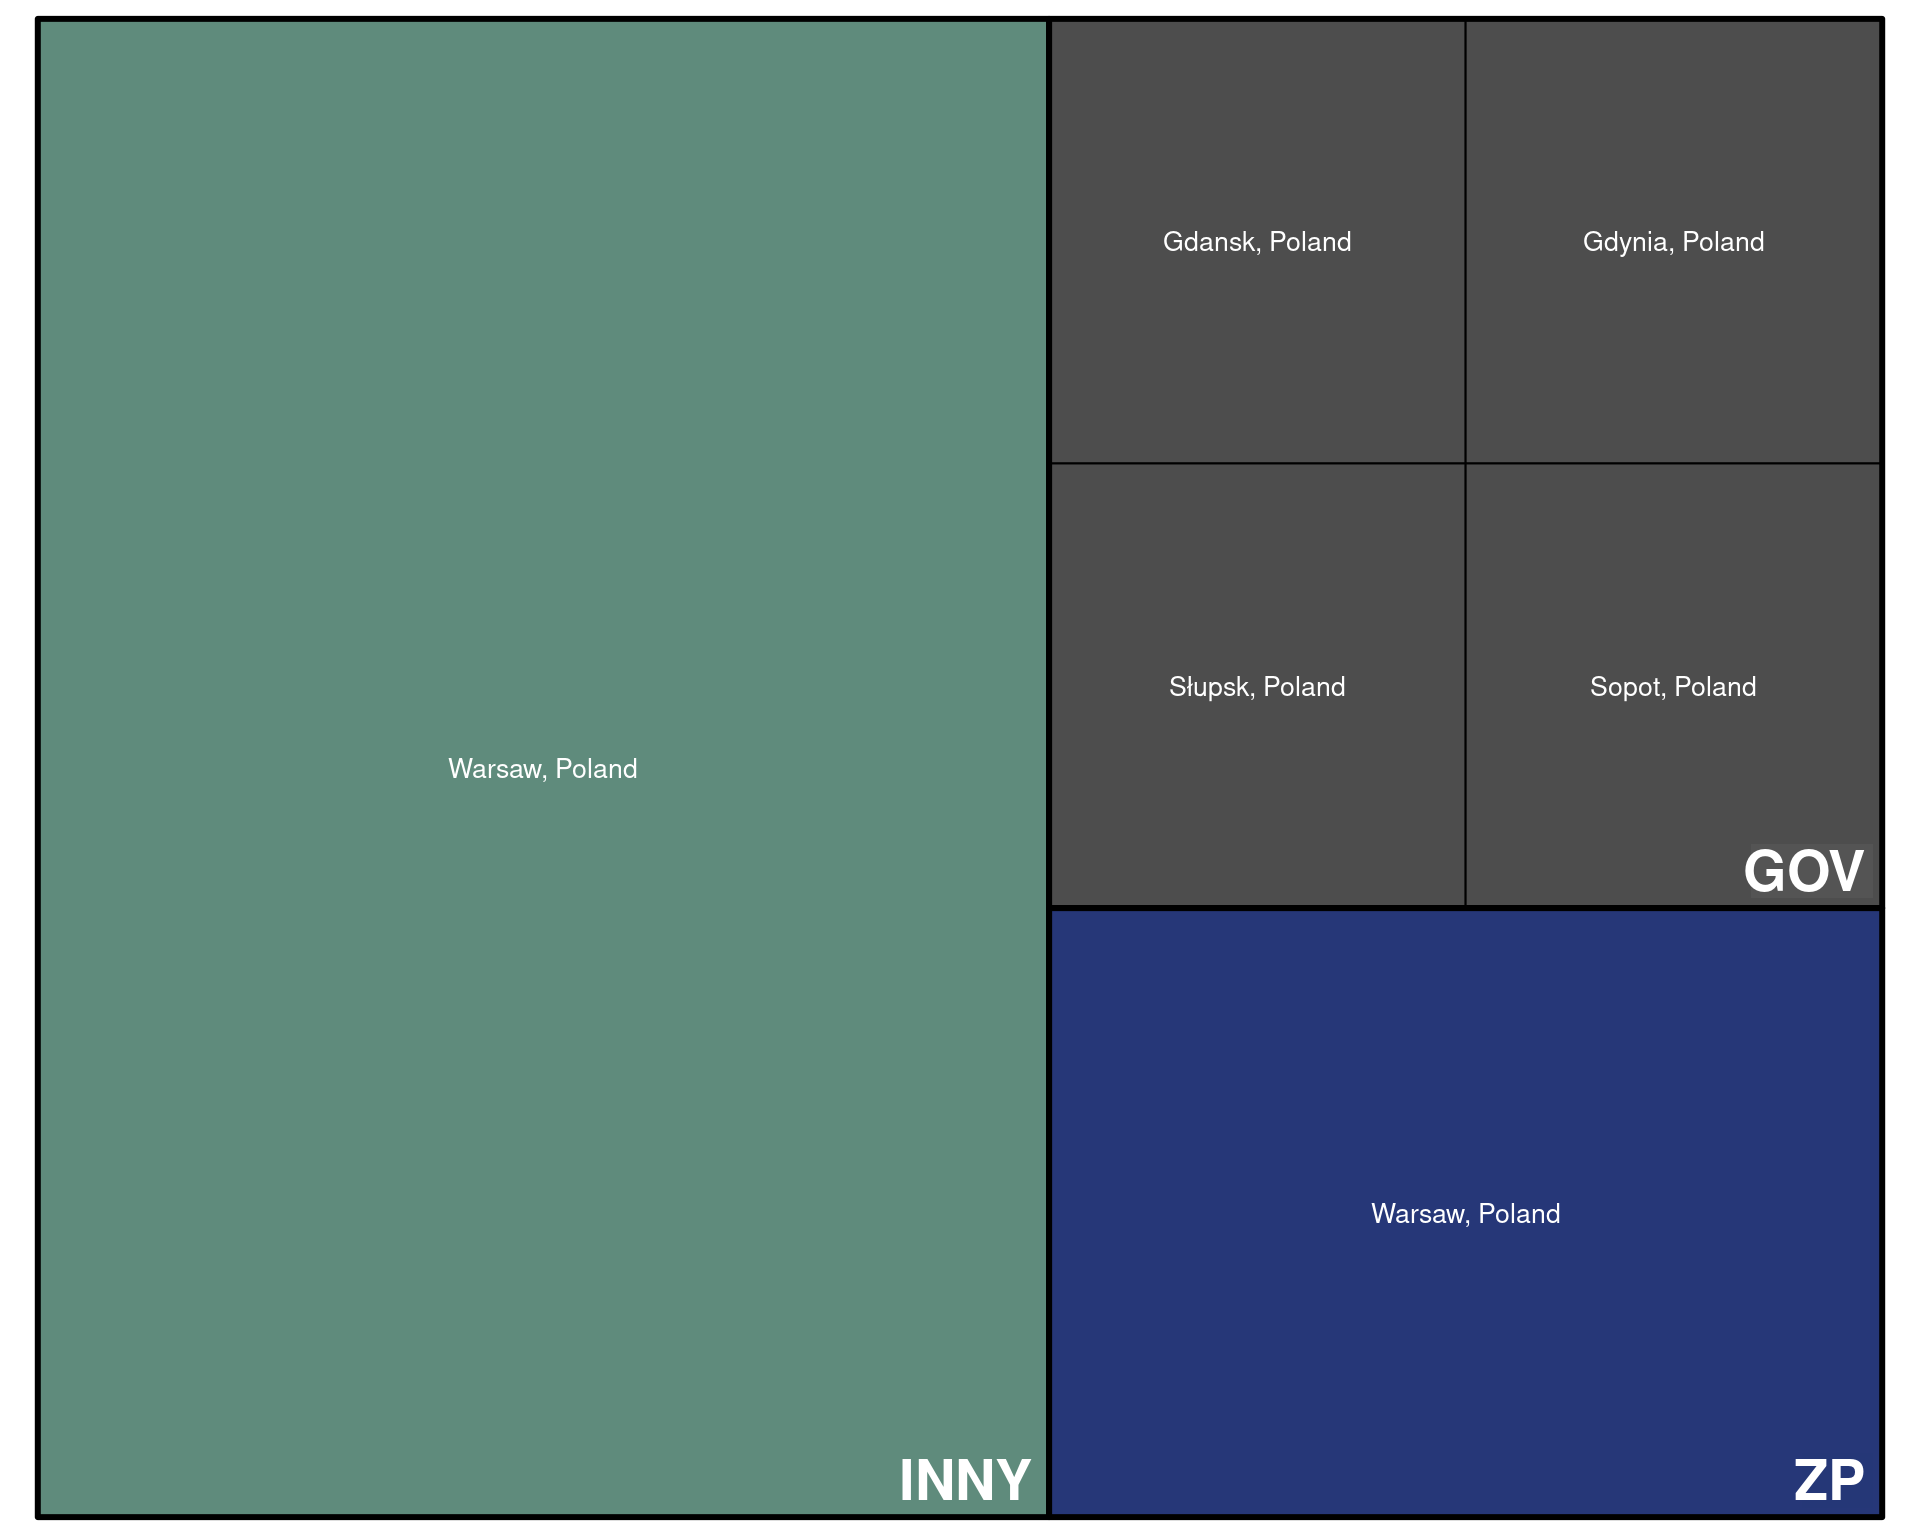 Warsaw, Poland
INNY
Gdansk, Poland
Gdynia, Poland
Słupsk, Poland
Sopot, Poland
GOV
Warsaw, Poland
ZP